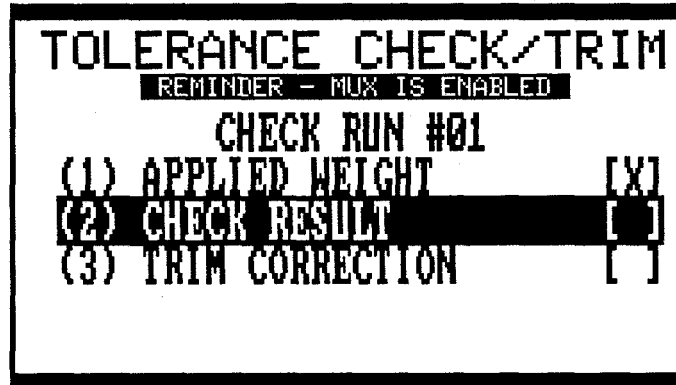 TOLERANCE CHECK/TRIM
REMINDER - MUX IS ENABLED
CHECK RUN #01
(1) APPLIED WEIGHT [X]
(2) CHECK RESULT [ ]
(3) TRIM CORRECTION [ ]